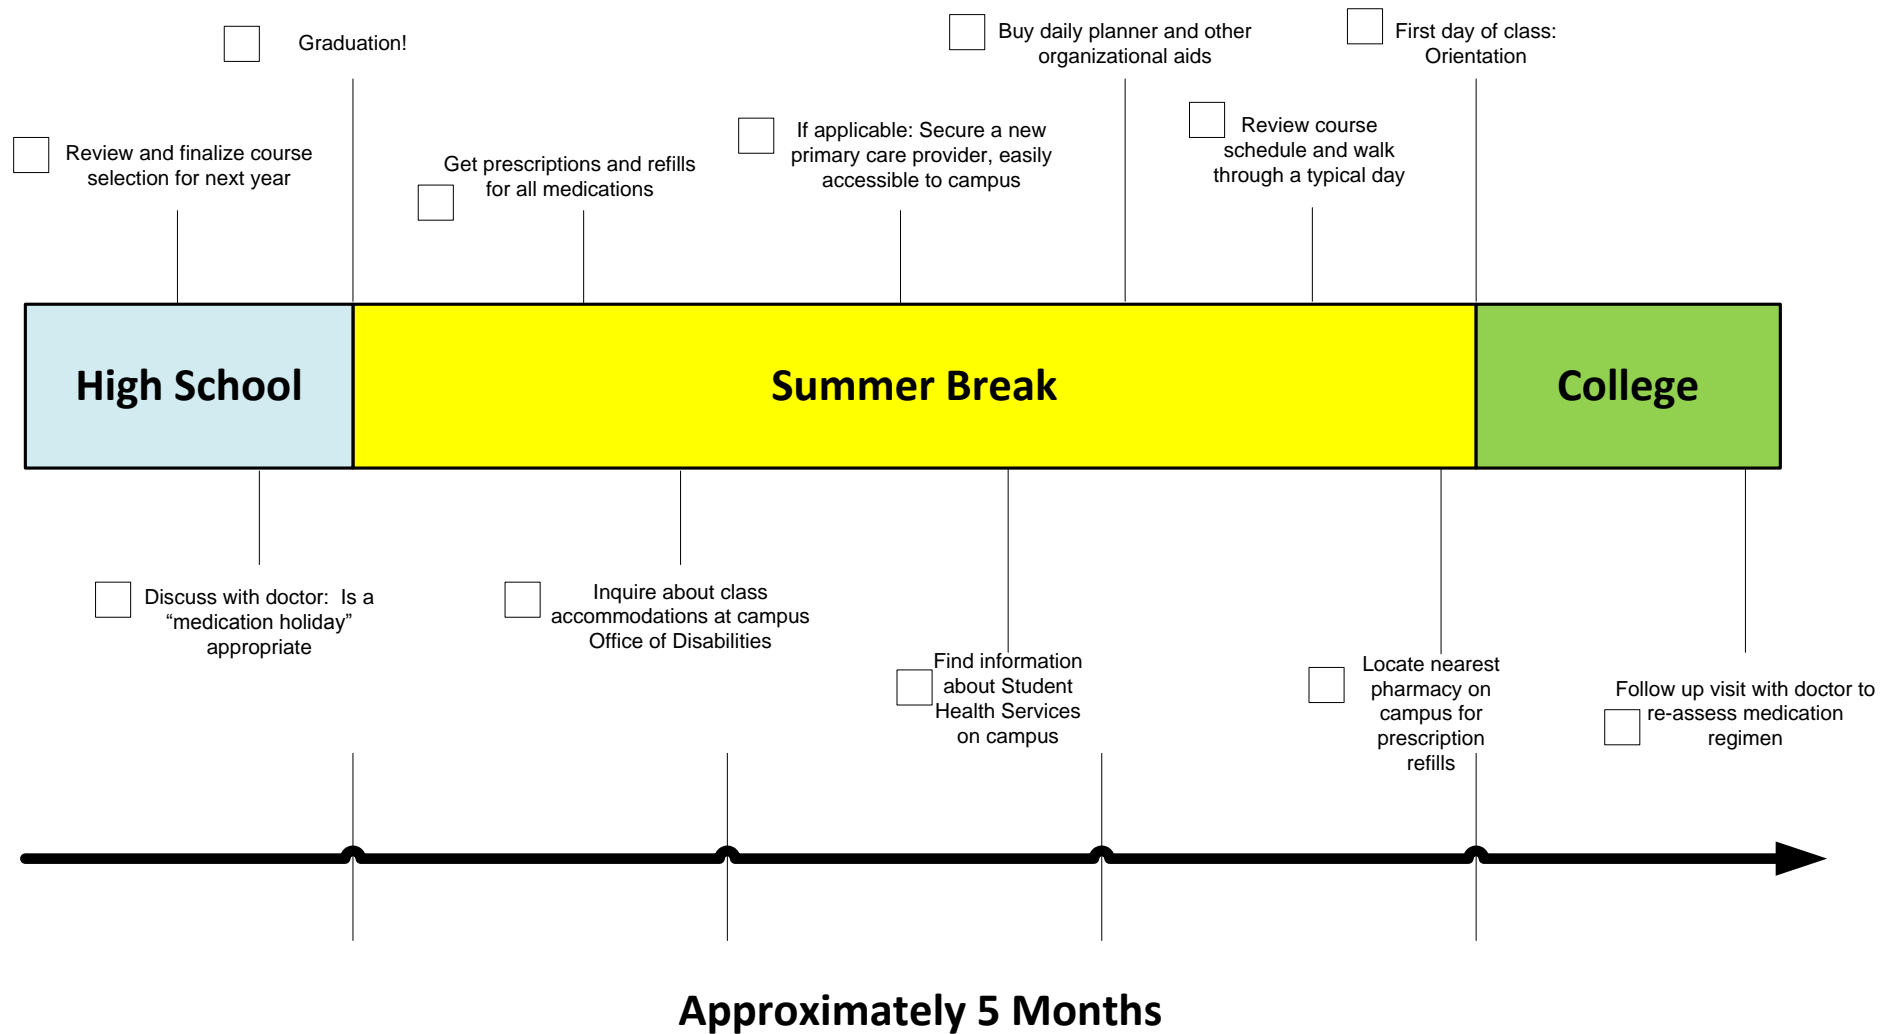 Graduation!
Buy daily planner and other
organizational aids
First day of class:
Orientation
Review and finalize course
selection for next year
Get prescriptions and refills
for all medications
If applicable: Secure a new
primary care provider, easily
accessible to campus
Review course
schedule and walk
through a typical day
High School
Summer Break
College
Discuss with doctor:  Is a
“medication holiday”
appropriate
Inquire about class
accommodations at campus
Office of Disabilities
Find information
about Student
Health Services
on campus
Locate nearest
pharmacy on
campus for
prescription
refills
Follow up visit with doctor to
re-assess medication
regimen
Approximately 5 Months